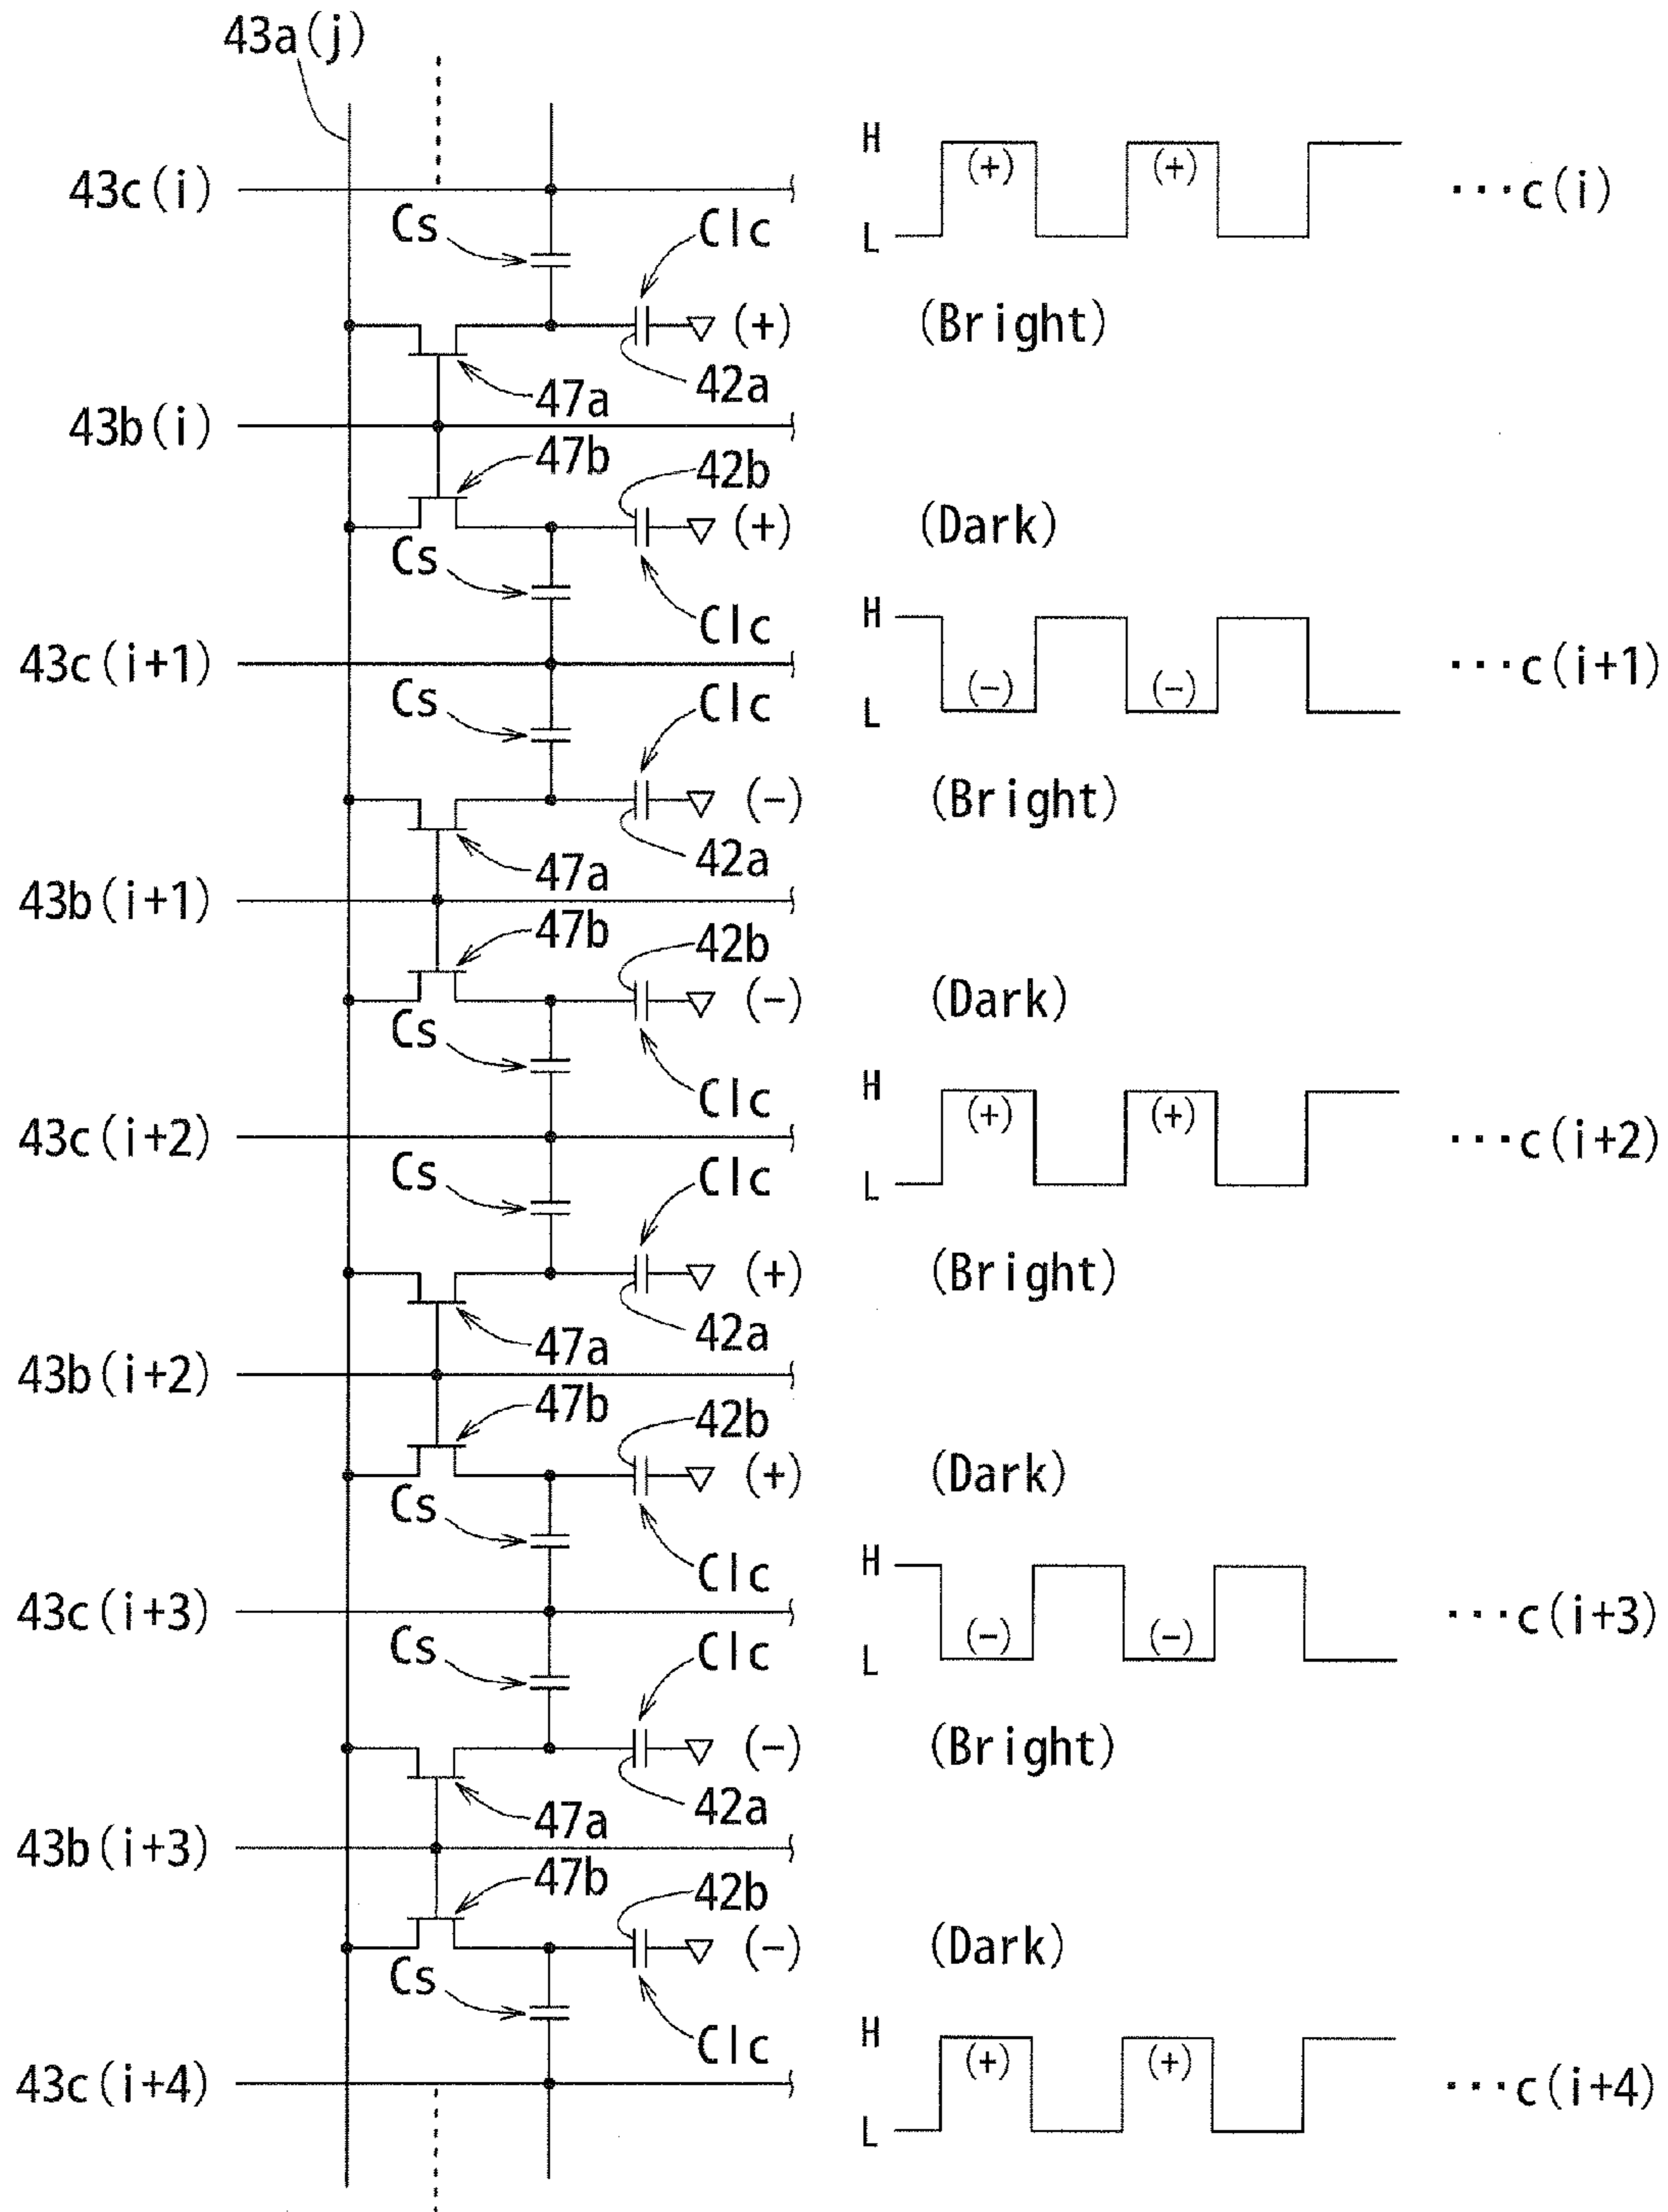 43a(j)
43c(i)
Cs
Clc
H
(+)
(+)
L
···c(i)
(+)
(Bright)
42a
47a
43b(i)
47b
42b
(+)
(Dark)
Cs
Clc
43c(i+1)
H
L
(-)
(-)
···c(i+1)
Cs
Clc
(-)
(Bright)
42a
47a
43b(i+1)
47b
42b
(-)
(Dark)
Cs
Clc
43c(i+2)
H
(+)
(+)
L
···c(i+2)
Cs
Clc
(+)
(Bright)
42a
47a
43b(i+2)
47b
42b
(+)
(Dark)
Cs
Clc
43c(i+3)
H
L
(-)
(-)
···c(i+3)
Cs
Clc
(-)
(Bright)
42a
47a
43b(i+3)
47b
42b
(-)
(Dark)
Cs
Clc
43c(i+4)
H
(+)
(+)
L
···c(i+4)